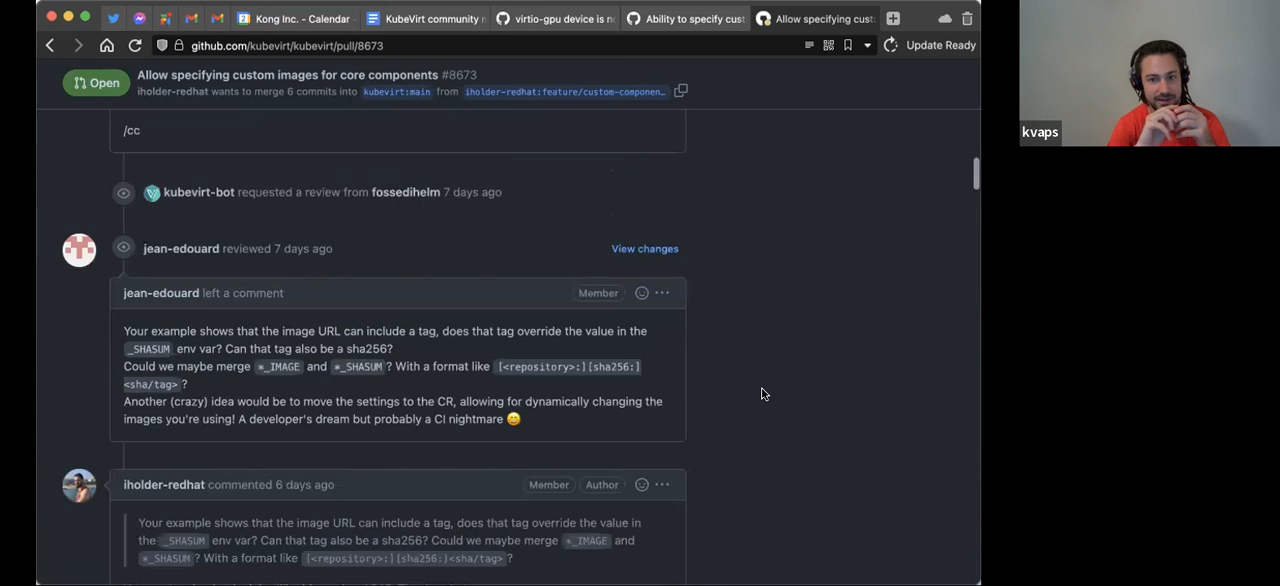 Kong Inc. - Calendar
KubeVirt community
virtio-gpu device is n
Ability to specify cust
Allow specifying cust
github.com/kubevirt/kubevirt/pull/8673
Update Ready
Open
Allow specifying custom images for core components #8673
iholder-redhat wants to merge 6 commits into kubevirt:main from iholder-redhat:feature/custom-componen…
/cc
kubevirt-bot requested a review from fossedihelm 7 days ago
jean-edouard reviewed 7 days ago
View changes
jean-edouard left a comment
Member
Your example shows that the image URL can include a tag, does that tag override the value in the
_SHASUM env var? Can that tag also be a sha256?
Could we maybe merge *_IMAGE and *_SHASUM? With a format like [<repository>:][sha256:]
<sha/tag> ?
Another (crazy) idea would be to move the settings to the CR, allowing for dynamically changing the
images you're using! A developer's dream but probably a CI nightmare 😄
iholder-redhat commented 6 days ago
Member
Author
Your example shows that the image URL can include a tag, does that tag override the value in
the _SHASUM env var? Can that tag also be a sha256? Could we maybe merge *_IMAGE and
*_SHASUM ? With a format like [<repository>:][sha256:]<sha/tag> ?
kvaps